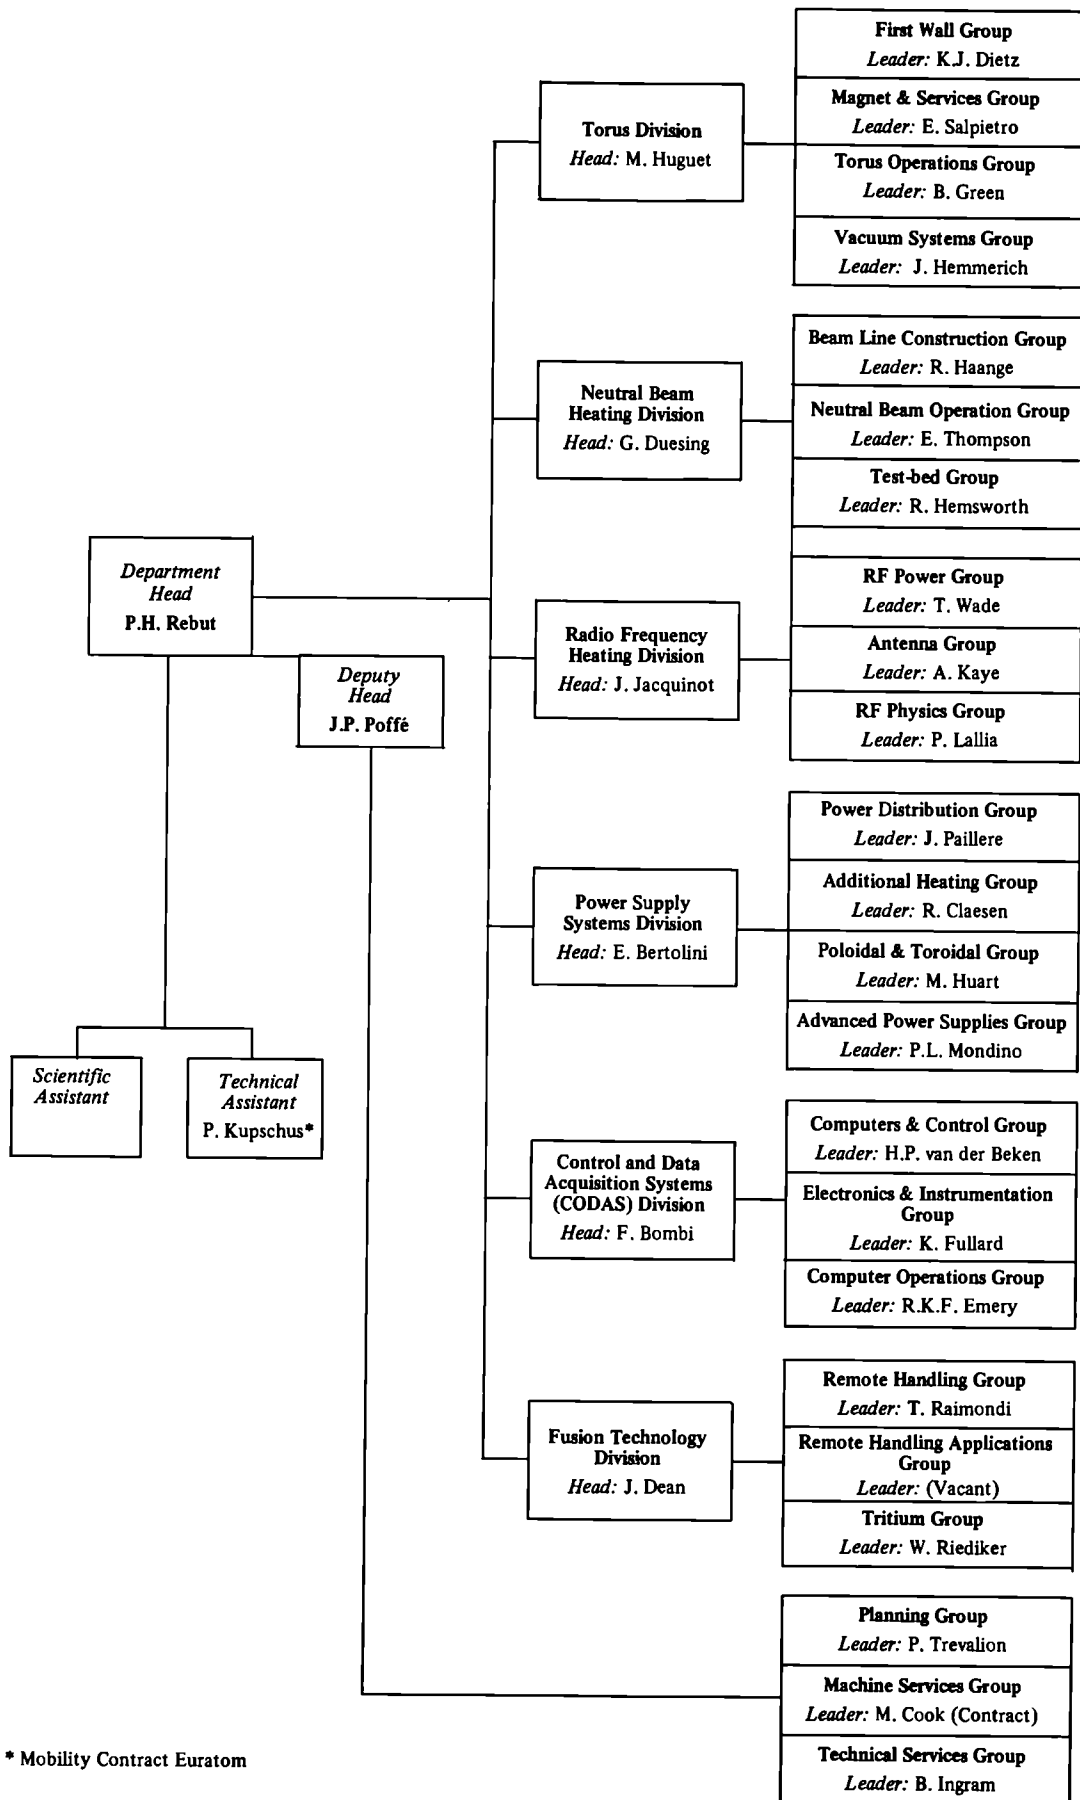 First Wall Group
Leader: K.J. Dietz
Magnet & Services Group
Leader: E. Salpietro
Torus Division
Head: M. Huguet
Torus Operations Group
Leader: B. Green
Vacuum Systems Group
Leader: J. Hemmerich
Beam Line Construction Group
Leader: R. Haange
Neutral Beam
Heating Division
Head: G. Duesing
Neutral Beam Operation Group
Leader: E. Thompson
Test-bed Group
Leader: R. Hemsworth
Department
Head
P.H. Rebut
RF Power Group
Leader: T. Wade
Radio Frequency
Heating Division
Head: J. Jacquinot
Antenna Group
Leader: A. Kaye
Deputy
Head
J.P. Poffé
RF Physics Group
Leader: P. Lallia
Power Distribution Group
Leader: J. Paillere
Additional Heating Group
Leader: R. Claesen
Power Supply
Systems Division
Head: E. Bertolini
Poloidal & Toroidal Group
Leader: M. Huart
Advanced Power Supplies Group
Leader: P.L. Mondino
Scientific
Assistant
Technical
Assistant
P. Kupschus*
Computers & Control Group
Leader: H.P. van der Beken
Control and Data
Acquisition Systems
(CODAS) Division
Head: F. Bombi
Electronics & Instrumentation
Group
Leader: K. Fullard
Computer Operations Group
Leader: R.K.F. Emery
Remote Handling Group
Leader: T. Raimondi
Fusion Technology
Division
Head: J. Dean
Remote Handling Applications
Group
Leader: (Vacant)
Tritium Group
Leader: W. Riediker
Planning Group
Leader: P. Trevalion
Machine Services Group
Leader: M. Cook (Contract)
Technical Services Group
Leader: B. Ingram
* Mobility Contract Euratom